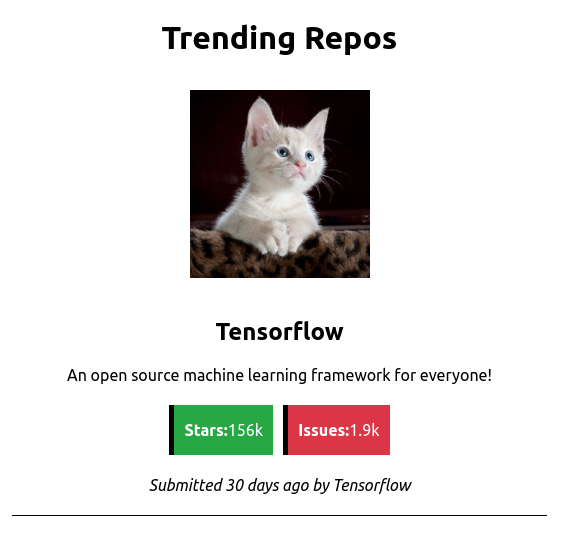 Trending Repos
Tensorflow
An open source machine learning framework for everyone!
Stars:156k Issues:1.9k
Submitted 30 days ago by Tensorflow